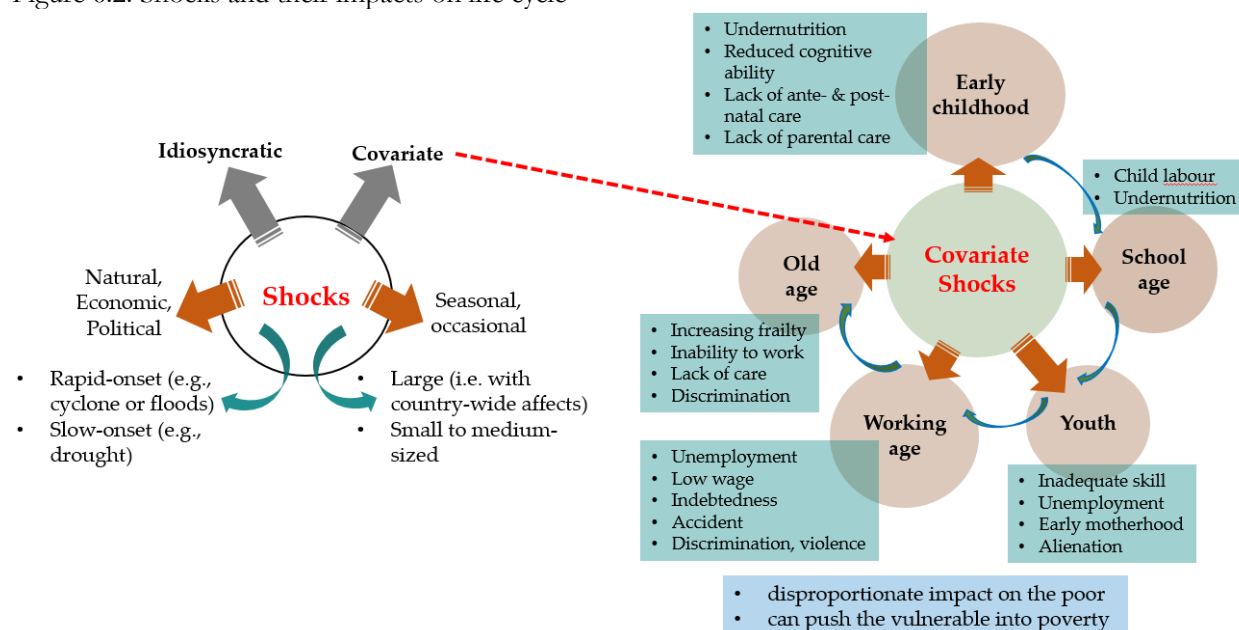 Figure 6.2: Shocks and their impacts on life cycle
Idiosyncratic
Covariate
Natural,
Economic,
Political
Shocks
Seasonal,
occasional
• Rapid-onset (e.g.,
cyclone or floods)
• Slow-onset (e.g.,
drought)
• Large (i.e. with
country-wide affects)
• Small to medium-
sized
• Undernutrition
• Reduced cognitive
ability
• Lack of ante- & post-
natal care
• Lack of parental care
Early
childhood
• Child labour
• Undernutrition
Covariate
Shocks
School
age
Old
age
• Increasing frailty
• Inability to work
• Lack of care
• Discrimination
Working
age
Youth
• Unemployment
• Low wage
• Indebtedness
• Accident
• Discrimination, violence
• Inadequate skill
• Unemployment
• Early motherhood
• Alienation
• disproportionate impact on the poor
• can push the vulnerable into poverty